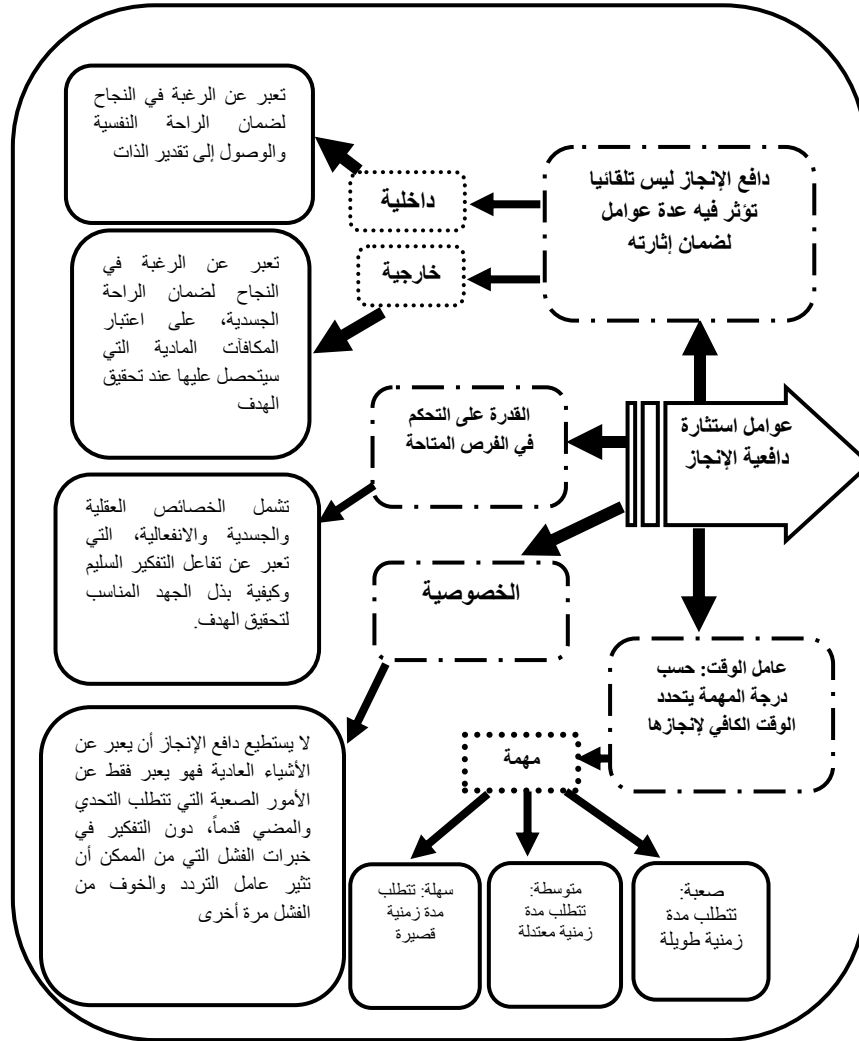 تعبر عن الرغبة في النجاح
لضمان الراحة النفسية
والوصول إلى تقدير الذات
دافع الإنجاز ليس تلقائيا
تؤثر فيه عدة عوامل
لضمان إثارته
داخلية
خارجية
تعبر عن الرغبة في
النجاح لضمان الراحة
الجسدية، على اعتبار
المكافآت المادية التي
سيتحصل عليها عند تحقيق
الهدف
عوامل استثارة
دافعية الإنجاز
القدرة على التحكم
في الفرص المتاحة
تشمل الخصائص العقلية
والجسدية والانفعالية، التي
تعبر عن تفاعل التفكير السليم
وكيفية بذل الجهد المناسب
لتحقيق الهدف.
الخصوصية
عامل الوقت: حسب
درجة المهمة يتحدد
الوقت الكافي لإنجازها
لا يستطيع دافع الإنجاز أن يعبر عن
الأشياء العادية فهو يعبر فقط عن
الأمور الصعبة التي تتطلب التحدي
والمضي قدماً، دون التفكير في
خبرات الفشل التي من الممكن أن
تثير عامل التردد والخوف من
الفشل مرة أخرى
مهمة
صعبة:
تتطلب مدة
زمنية طويلة
متوسطة:
تتطلب مدة
زمنية معتدلة
سهلة: تتطلب
مدة زمنية
قصيرة